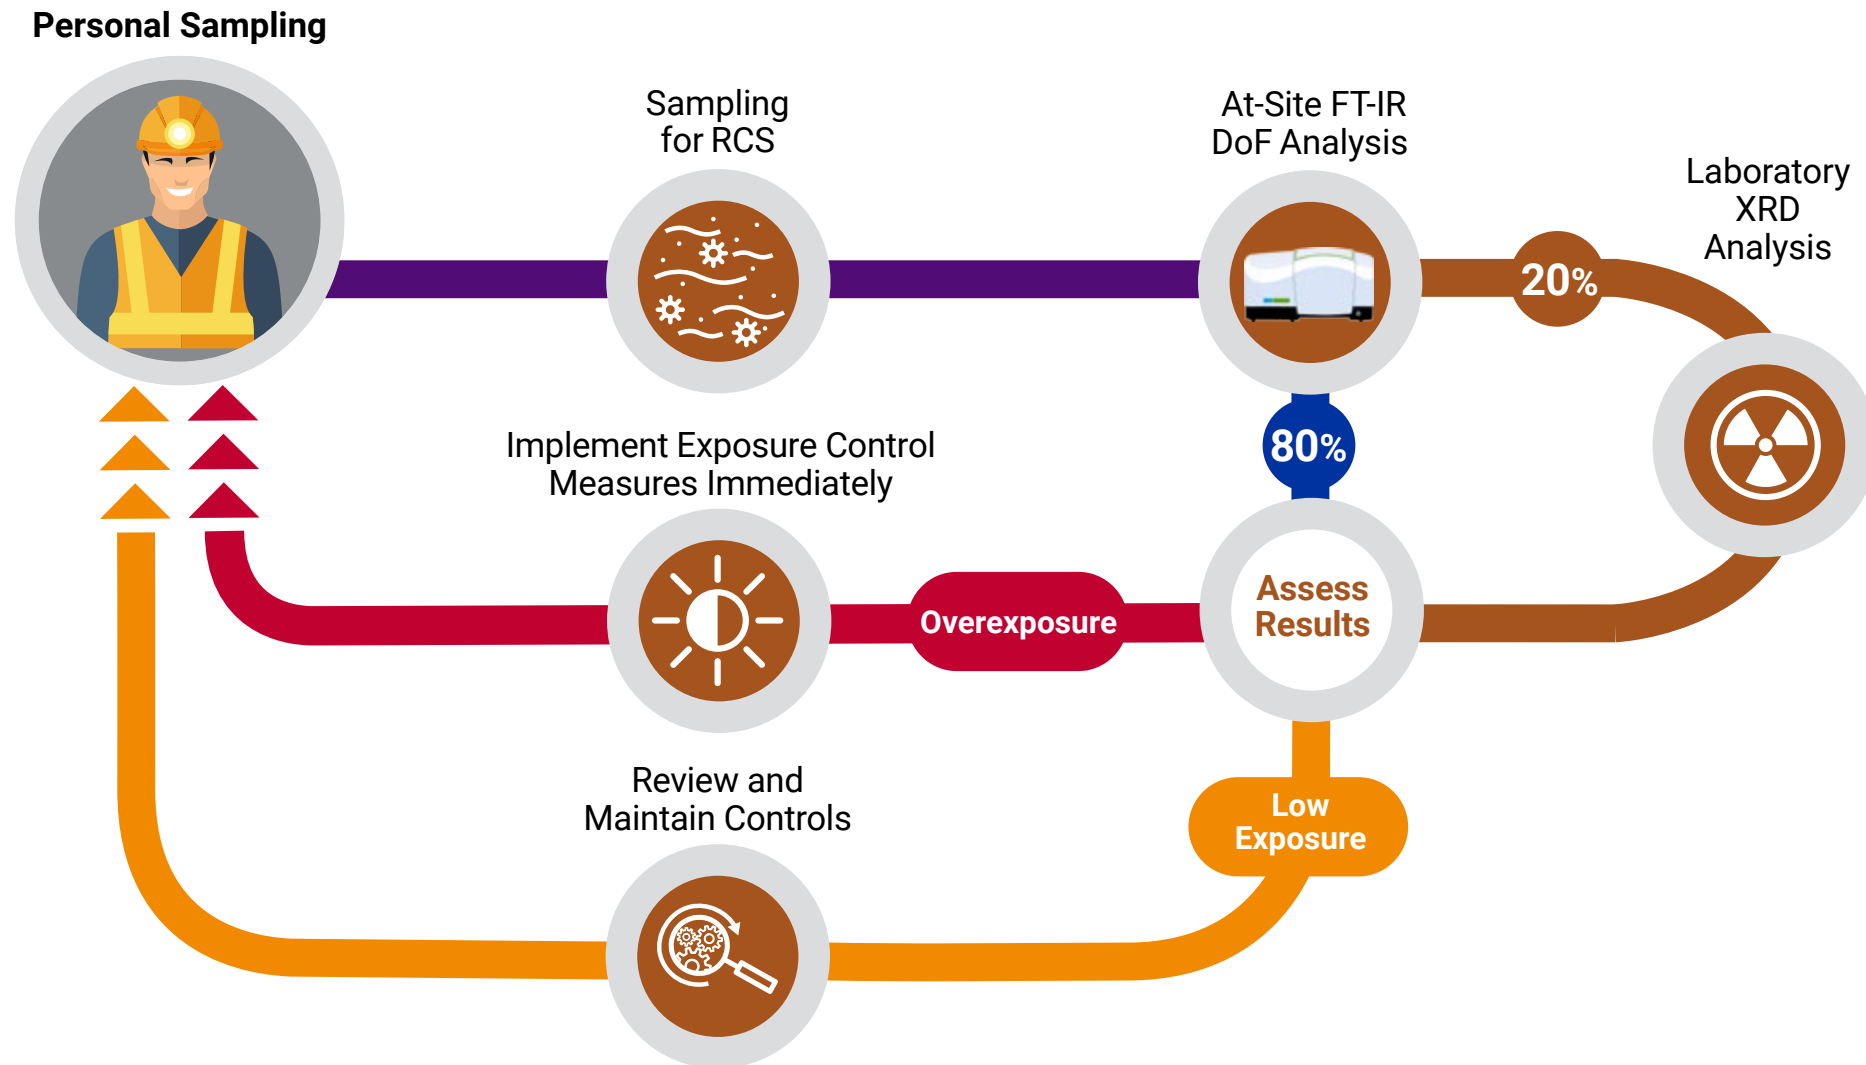 Personal Sampling
Sampling
for RCS
At-Site FT-IR
DoF Analysis
Laboratory
XRD
Analysis
20%
80%
Implement Exposure Control
Measures Immediately
Overexposure
Assess
Results
Review and
Maintain Controls
Low
Exposure